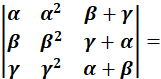 | α α² β + γ |
| β β² γ + α | =
| γ γ² α + β |